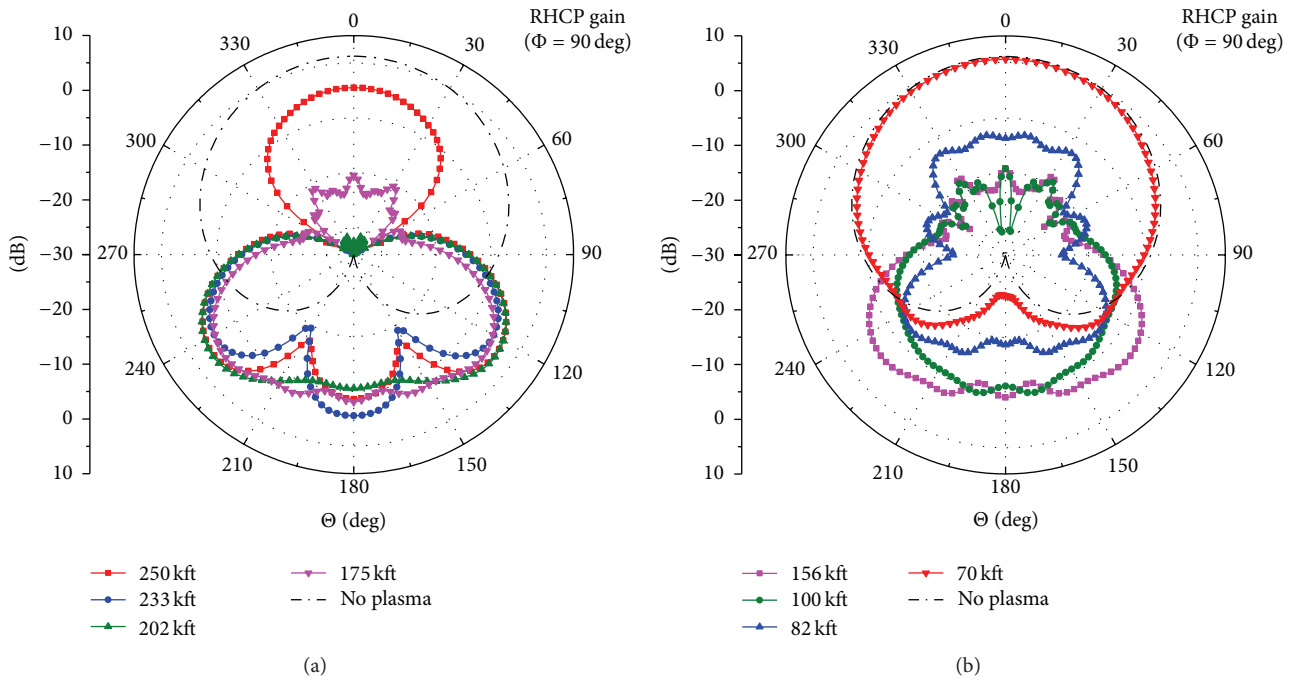 RHCP gain
(Φ = 90 deg)
10
0
−10
−20
−30
−20
−10
0
10
(dB)
0
30
60
90
120
150
180
210
240
270
300
330
Θ (deg)
250 kft
233 kft
202 kft
175 kft
No plasma
(a)
RHCP gain
(Φ = 90 deg)
10
0
−10
−20
−30
−20
−10
0
10
(dB)
0
30
60
90
120
150
180
210
240
270
300
330
Θ (deg)
156 kft
100 kft
82 kft
70 kft
No plasma
(b)